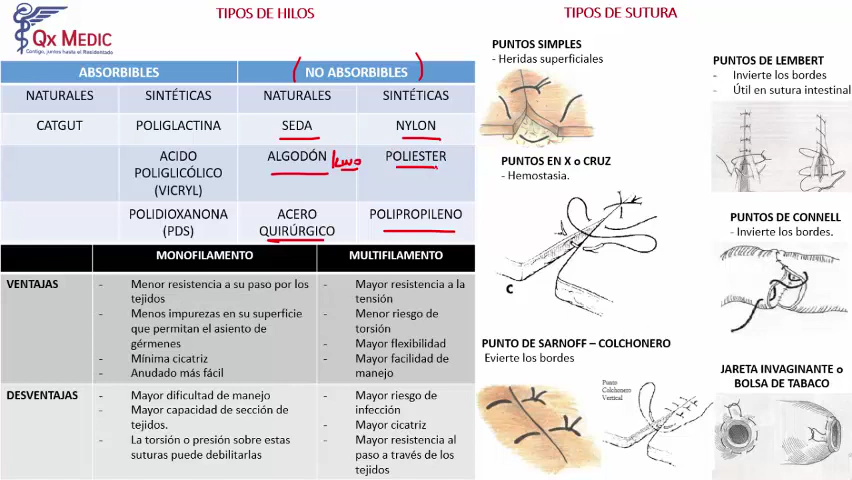 TIPOS DE HILOS
Qx MEDIC
Contigo, juntos hasta el Residentado
ABSORBIBLES
NO ABSORBIBLES
NATURALES
SINTÉTICAS
NATURALES
SINTÉTICAS
CATGUT
POLIGLACTINA
SEDA
NYLON
ACIDO
POLIGLICÓLICO
(VICRYL)
ALGODÓN
lino
POLIESTER
POLIDIOXANONA
(PDS)
ACERO
QUIRÚRGICO
POLIPROPILENO
MONOFILAMENTO
MULTIFILAMENTO
VENTAJAS
- Menor resistencia a su paso por los
tejidos
- Menos impurezas en su superficie
que permitan el asiento de
gérmenes
- Mínima cicatriz
- Anudado más fácil
- Mayor resistencia a la
tensión
- Menor riesgo de
torsión
- Mayor flexibilidad
- Mayor facilidad de
manejo
DESVENTAJAS
- Mayor dificultad de manejo
- Mayor capacidad de sección de
tejidos.
- La torsión o presión sobre estas
suturas puede debilitarlas
- Mayor riesgo de
infección
- Mayor cicatriz
- Mayor resistencia al
paso a través de los
tejidos
TIPOS DE SUTURA
PUNTOS SIMPLES
- Heridas superficiales
PUNTOS EN X o CRUZ
- Hemostasia.
C
PUNTO DE SARNOFF – COLCHONERO
Evierte los bordes
Punto
Colchonero
Vertical
PUNTOS DE LEMBERT
- Invierte los bordes
- Útil en sutura intestinal
PUNTOS DE CONNELL
- Invierte los bordes.
JARETA INVAGINANTE o
BOLSA DE TABACO